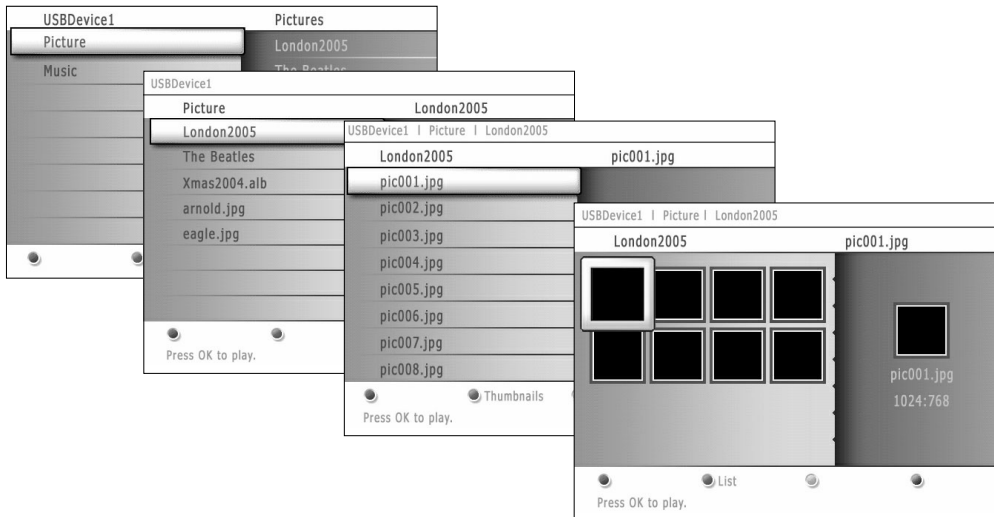 USBDevice1 Pictures
Picture London2005
Music The Beatles
USBDevice1
Picture London2005
London2005
The Beatles
Xmas2004.alb
arnold.jpg
eagle.jpg
Press OK to play.
USBDevice1 | Picture | London2005
London2005 pic001.jpg
pic001.jpg
pic002.jpg
pic003.jpg
pic004.jpg
pic005.jpg
pic006.jpg
pic007.jpg
pic008.jpg
Thumbnails
Press OK to play.
USBDevice1 | Picture | London2005
London2005 pic001.jpg
pic001.jpg
1024:768
List
Press OK to play.